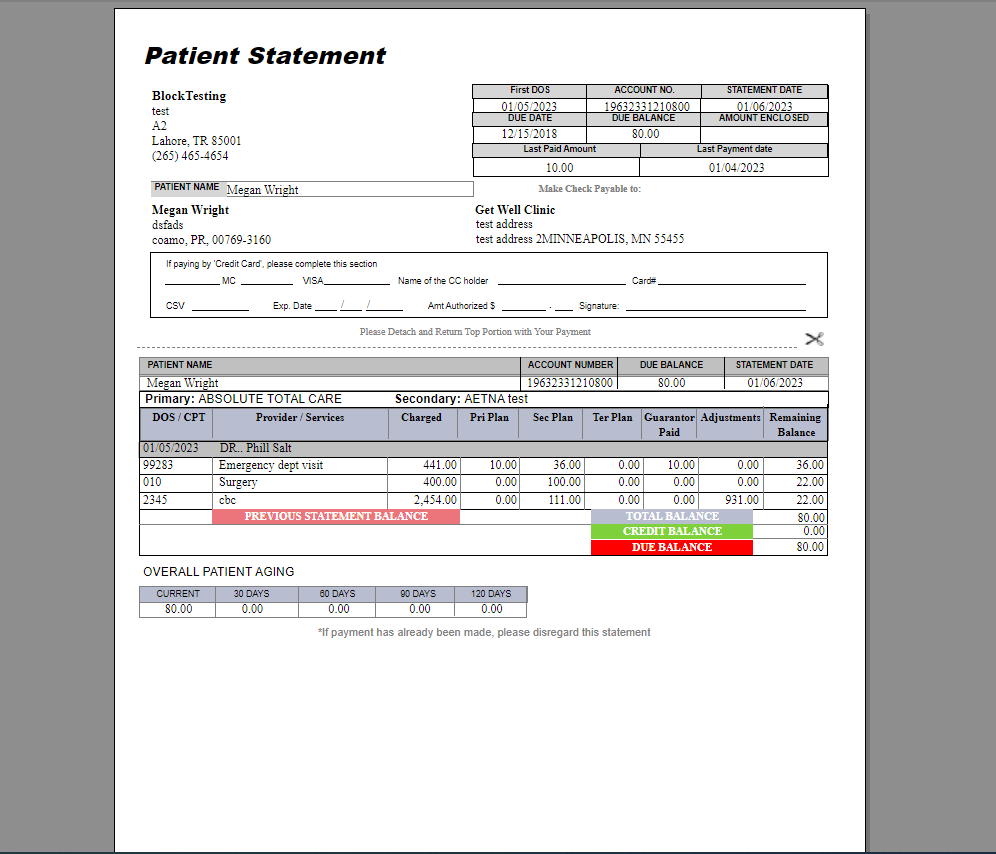 Patient Statement
BlockTesting
test
A2
Lahore, TR 85001
(265) 465-4654
First DOS ACCOUNT NO. STATEMENT DATE
01/05/2023 19632331210800 01/06/2023
DUE DATE DUE BALANCE AMOUNT ENCLOSED
12/15/2018 80.00
Last Paid Amount Last Payment date
10.00 01/04/2023
PATIENT NAME Megan Wright
Make Check Payable to:
Megan Wright
dsfads
coamo, PR, 00769-3160
Get Well Clinic
test address
test address 2MINNEAPOLIS, MN 55455
If paying by 'Credit Card', please complete this section
_____ MC _____ VISA_____ Name of the CC holder _____ Card# _____
CSV _____ Exp. Date ___/___/___ Amt Authorized $ _____ . ___ Signature: _____
Please Detach and Return Top Portion with Your Payment
PATIENT NAME ACCOUNT NUMBER DUE BALANCE STATEMENT DATE
Megan Wright 19632331210800 80.00 01/06/2023
Primary: ABSOLUTE TOTAL CARE Secondary: AETNA test
DOS / CPT Provider / Services Charged Pri Plan Sec Plan Ter Plan Guarantor Adjustments Remaining
Paid Balance
01/05/2023 DR.. Phill Salt
99283 Emergency dept visit 441.00 10.00 36.00 0.00 10.00 0.00 36.00
010 Surgery 400.00 0.00 100.00 0.00 0.00 0.00 22.00
2345 cbc 2,454.00 0.00 111.00 0.00 0.00 931.00 22.00
PREVIOUS STATEMENT BALANCE TOTAL BALANCE 80.00
CREDIT BALANCE 0.00
DUE BALANCE 80.00
OVERALL PATIENT AGING
CURRENT 30 DAYS 60 DAYS 90 DAYS 120 DAYS
80.00 0.00 0.00 0.00 0.00
*If payment has already been made, please disregard this statement